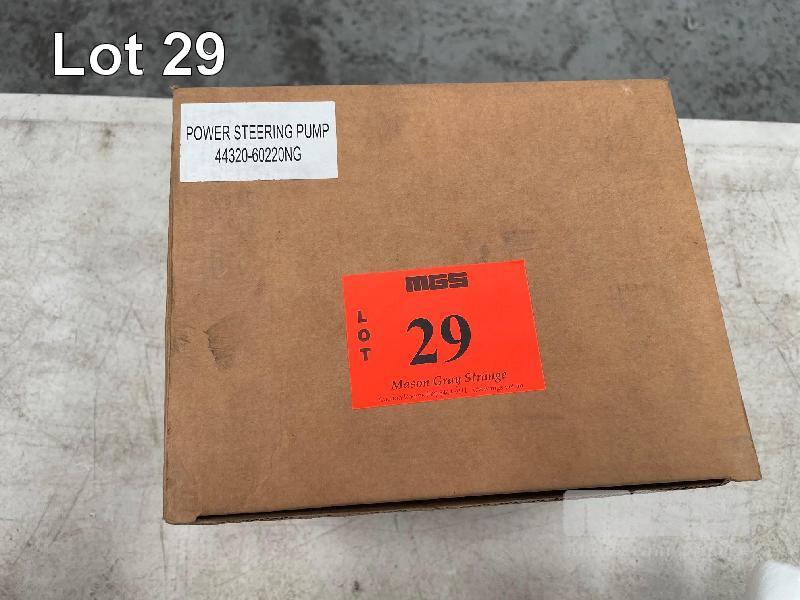 Lot 29
POWER STEERING PUMP
44320-60220NG
MGS
LOT
29
Mason Gray Strange